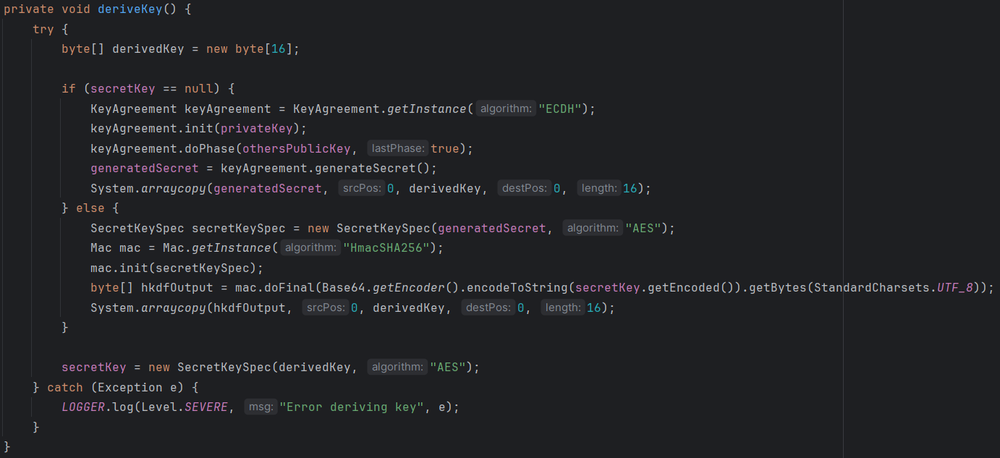 private void deriveKey() {
    try {
        byte[] derivedKey = new byte[16];

        if (secretKey == null) {
            KeyAgreement keyAgreement = KeyAgreement.getInstance( algorithm: "ECDH");
            keyAgreement.init(privateKey);
            keyAgreement.doPhase(othersPublicKey, lastPhase: true);
            generatedSecret = keyAgreement.generateSecret();
            System.arraycopy(generatedSecret, srcPos: 0, derivedKey, destPos: 0, length: 16);
        } else {
            SecretKeySpec secretKeySpec = new SecretKeySpec(generatedSecret, algorithm: "AES");
            Mac mac = Mac.getInstance( algorithm: "HmacSHA256");
            mac.init(secretKeySpec);
            byte[] hkdfOutput = mac.doFinal(Base64.getEncoder().encodeToString(secretKey.getEncoded()).getBytes(StandardCharsets.UTF_8));
            System.arraycopy(hkdfOutput, srcPos: 0, derivedKey, destPos: 0, length: 16);
        }

        secretKey = new SecretKeySpec(derivedKey, algorithm: "AES");
    } catch (Exception e) {
        LOGGER.log(Level.SEVERE, msg: "Error deriving key", e);
    }
}